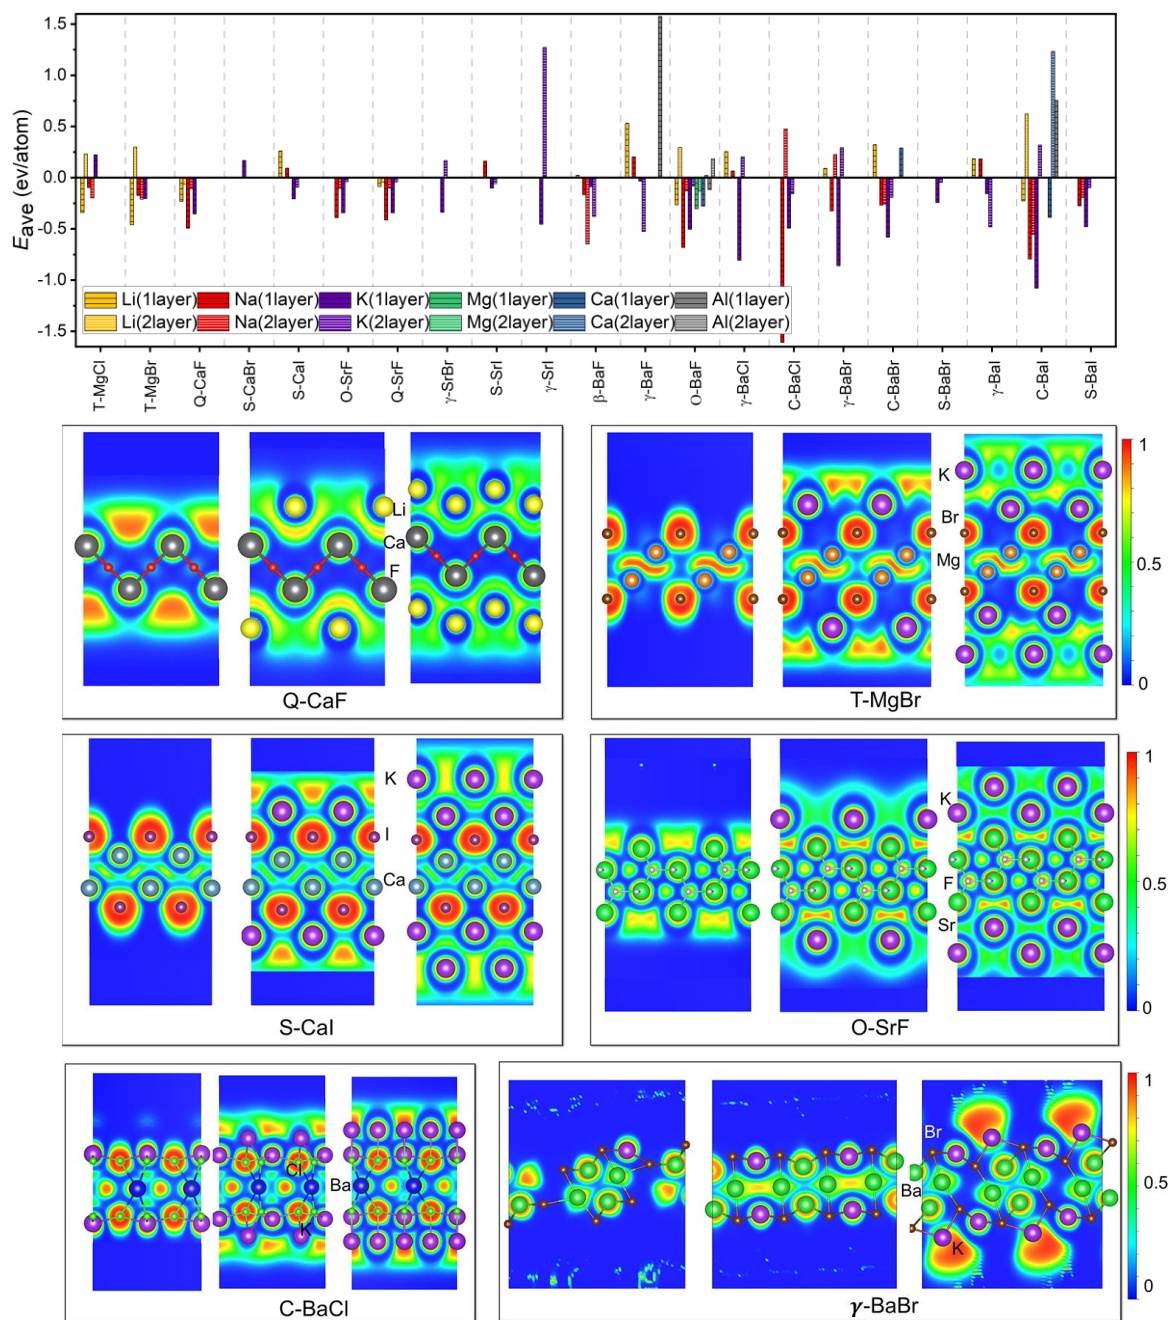 1.5
1.0
0.5
0.0
-0.5
-1.0
-1.5
Eave (ev/atom)
Li(1layer) Na(1layer) K(1layer) Mg(1layer) Ca(1layer) Al(1layer)
Li(2layer) Na(2layer) K(2layer) Mg(2layer) Ca(2layer) Al(2layer)
T-MgCl
T-MgBr
Q-CaF
S-CaBr
S-CaI
O-SrF
Q-SrF
γ-SrBr
S-SrI
γ-SrI
β-BaF
γ-BaF
O-BaF
γ-BaCl
C-BaCl
γ-BaBr
C-BaBr
S-BaBr
γ-BaI
C-BaI
S-BaI
Li
Ca
F
Q-CaF
K
Br
Mg
T-MgBr
1
0.5
0
K
I
Ca
S-CaI
K
F
Sr
O-SrF
1
0.5
0
Cl
Ba
K
C-BaCl
Br
Ba
K
γ-BaBr
1
0.5
0